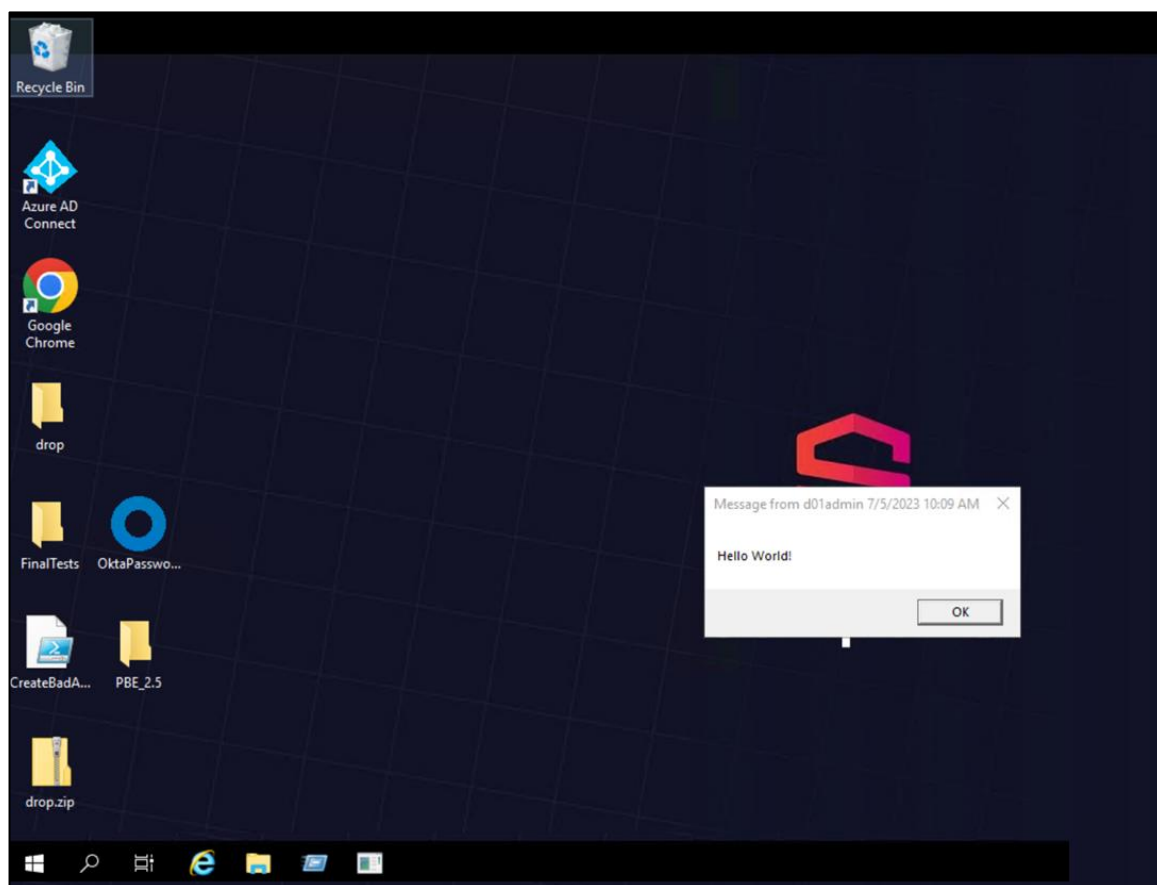 Recycle Bin
Azure AD
Connect
Google
Chrome
drop
FinalTests
OktaPasswo...
CreateBadA...
PBE_2.5
drop.zip
Message from d01admin 7/5/2023 10:09 AM
Hello World!
OK